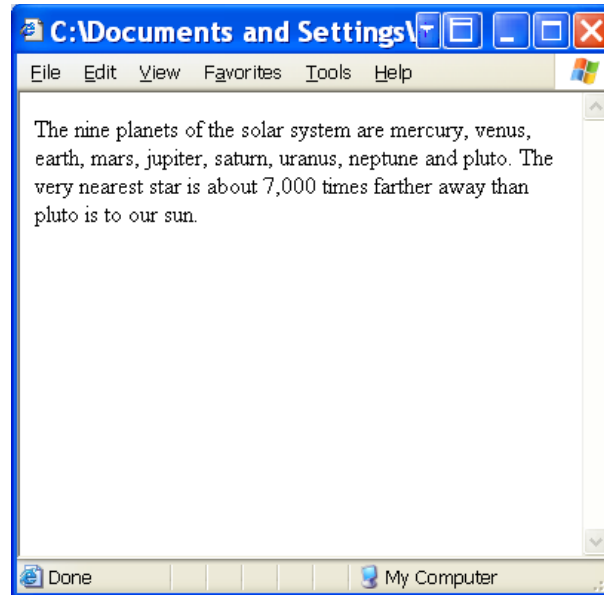 C:\Documents and Settings\
File Edit View Favorites Tools Help
The nine planets of the solar system are mercury, venus,
earth, mars, jupiter, saturn, uranus, neptune and pluto. The
very nearest star is about 7,000 times farther away than
pluto is to our sun.
Done My Computer